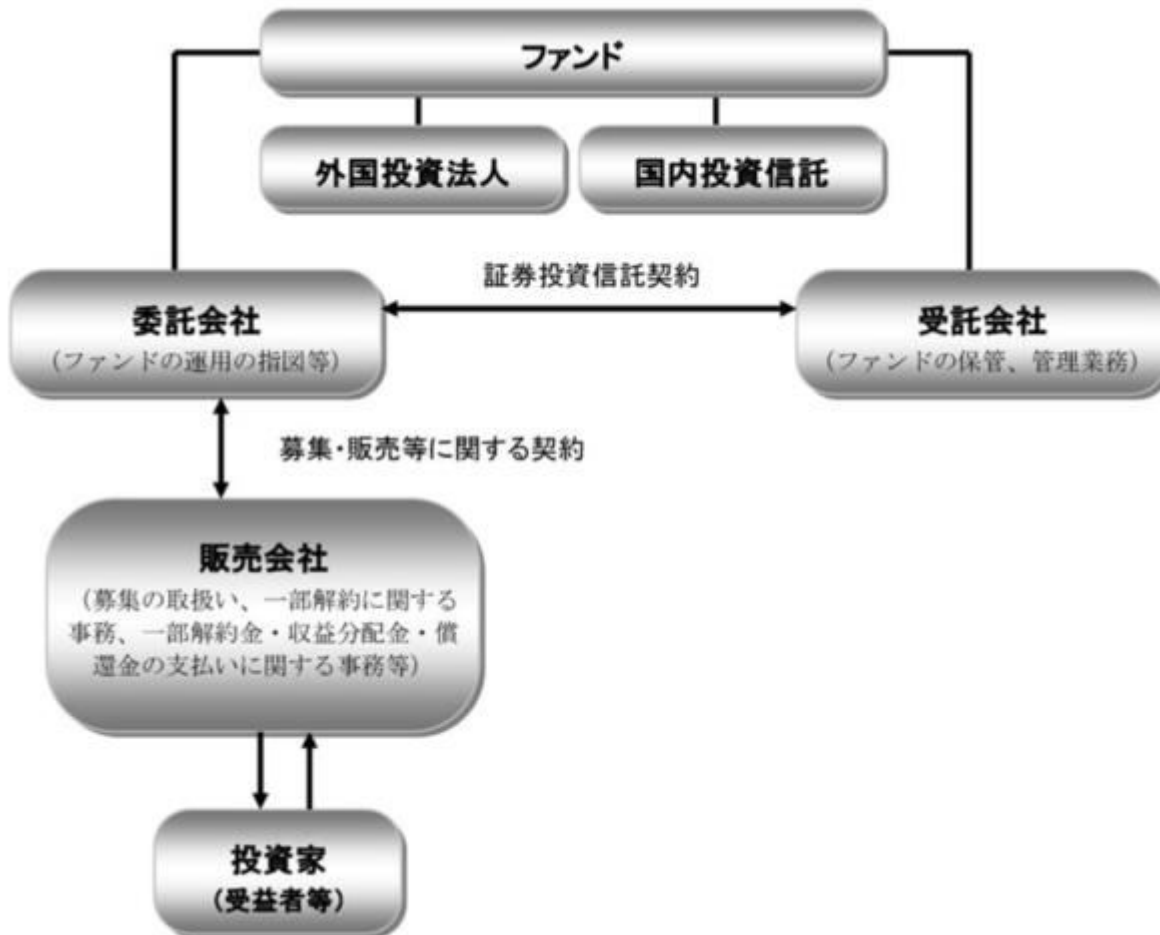 ファンド
外国投資法人
国内投資信託
証券投資信託契約
委託会社
(ファンドの運用の指図等)
受託会社
(ファンドの保管、管理業務)
募集・販売等に関する契約
販売会社
(募集の取扱い、一部解約に関する
事務、一部解約金・収益分配金・償
還金の支払いに関する事務等)
投資家
(受益者等)